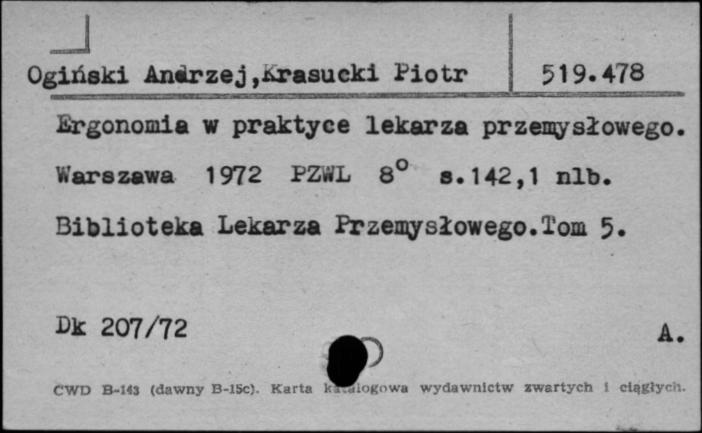 Ogiński Andrzej,Krasucki Piotr 519.478
Ergonomia w praktyce lekarza przemysłowego.
Warszawa 1972 PZWL 8° s.142,1 nlb.
Biblioteka Lekarza Przemysłowego.Tom 5.
Dk 207/72 A.
CWD B-143 (dawny B-15c). Karta katalogowa wydawnictw zwartych i ciągłych.